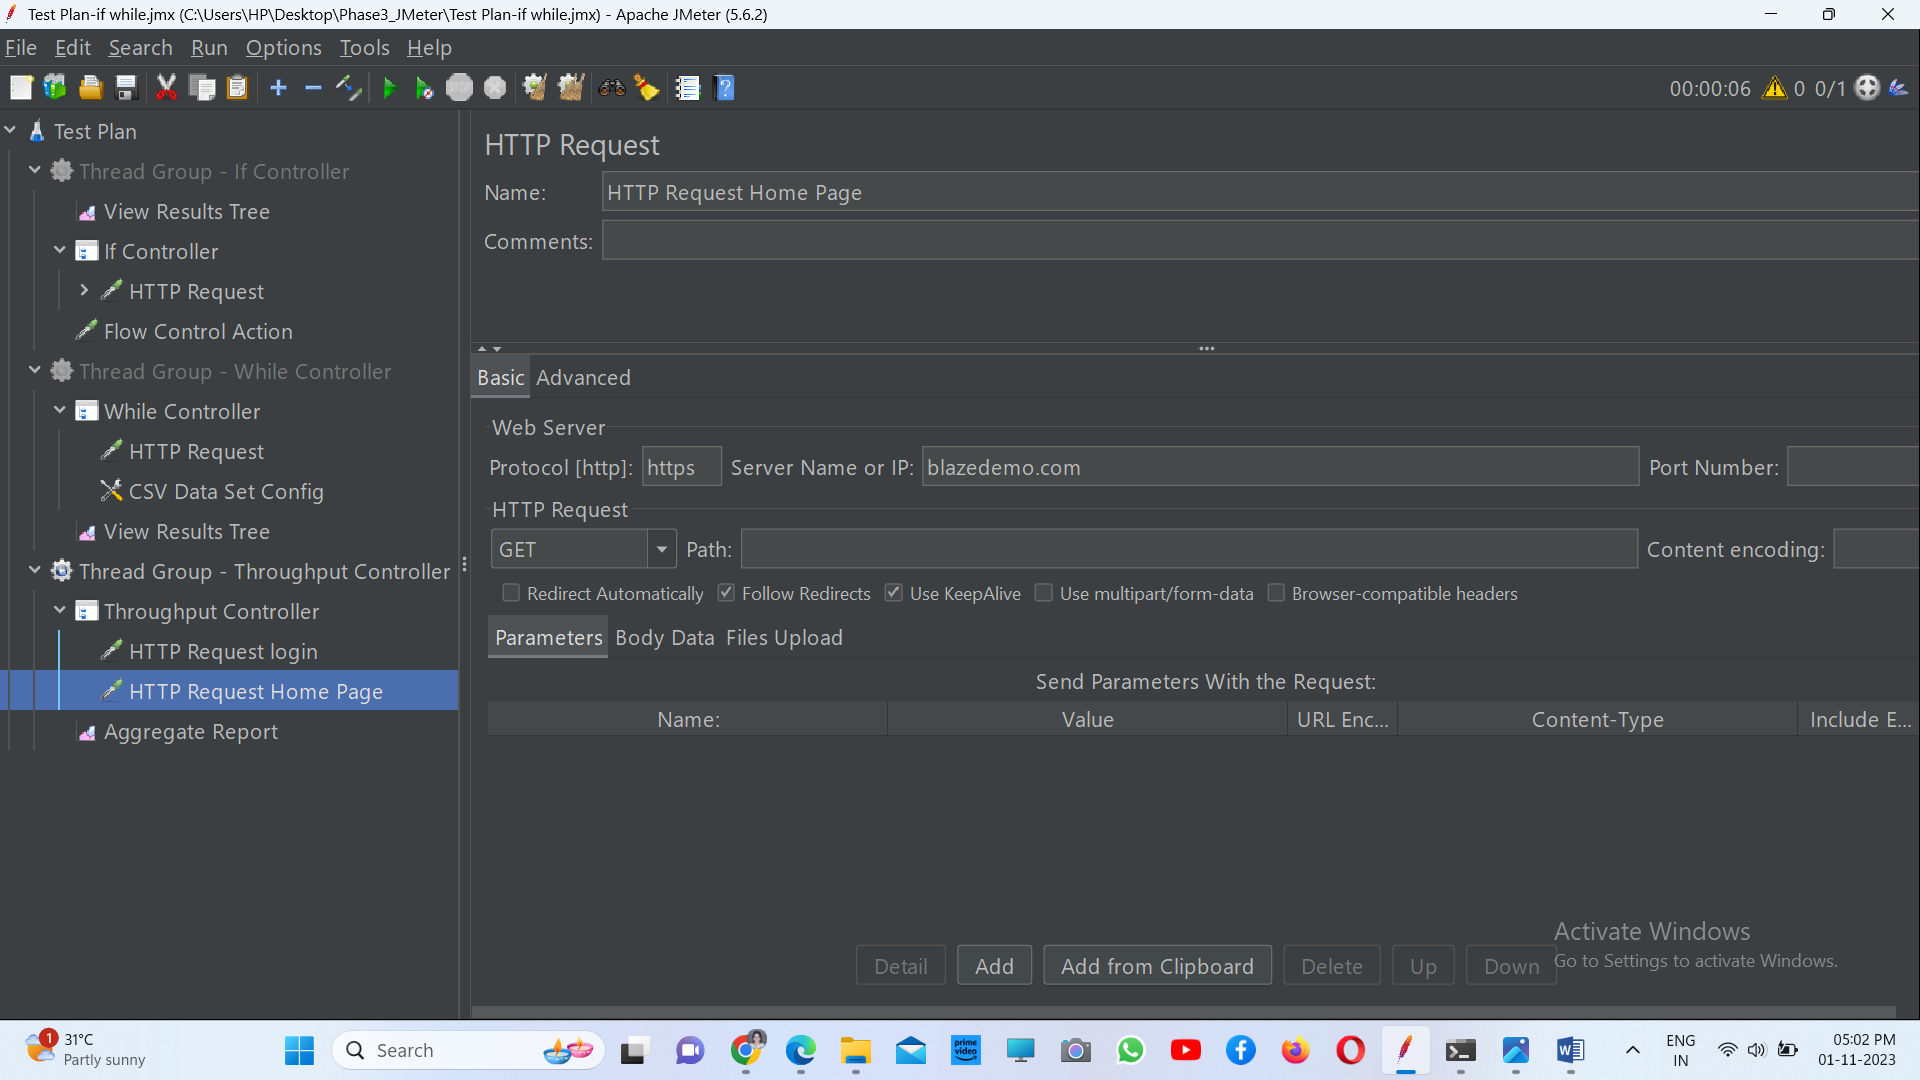 Test Plan-if while.jmx (C:\Users\HP\Desktop\Phase3_JMeter\Test Plan-if while.jmx) - Apache JMeter (5.6.2)
File Edit Search Run Options Tools Help
STOP
00:00:06 0 0/1
Test Plan
Thread Group - If Controller
View Results Tree
If Controller
HTTP Request
Flow Control Action
Thread Group - While Controller
While Controller
HTTP Request
CSV Data Set Config
View Results Tree
Thread Group - Throughput Controller
Throughput Controller
HTTP Request login
HTTP Request Home Page
Aggregate Report
HTTP Request
Name: HTTP Request Home Page
Comments:
Basic Advanced
Web Server
Protocol [http]: https Server Name or IP: blazedemo.com Port Number:
HTTP Request
GET Path: Content encoding:
Redirect Automatically Follow Redirects Use KeepAlive Use multipart/form-data Browser-compatible headers
Parameters Body Data Files Upload
Send Parameters With the Request:
Name: Value URL Enc... Content-Type Include E...
Detail Add Add from Clipboard Delete Up Down
Activate Windows
Go to Settings to activate Windows.
1
31°C
Partly sunny
Search
prime video
ENG
IN
05:02 PM
01-11-2023